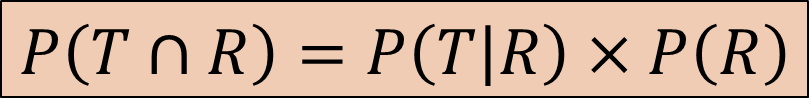 P(T ∩ R) = P(T|R) × P(R)